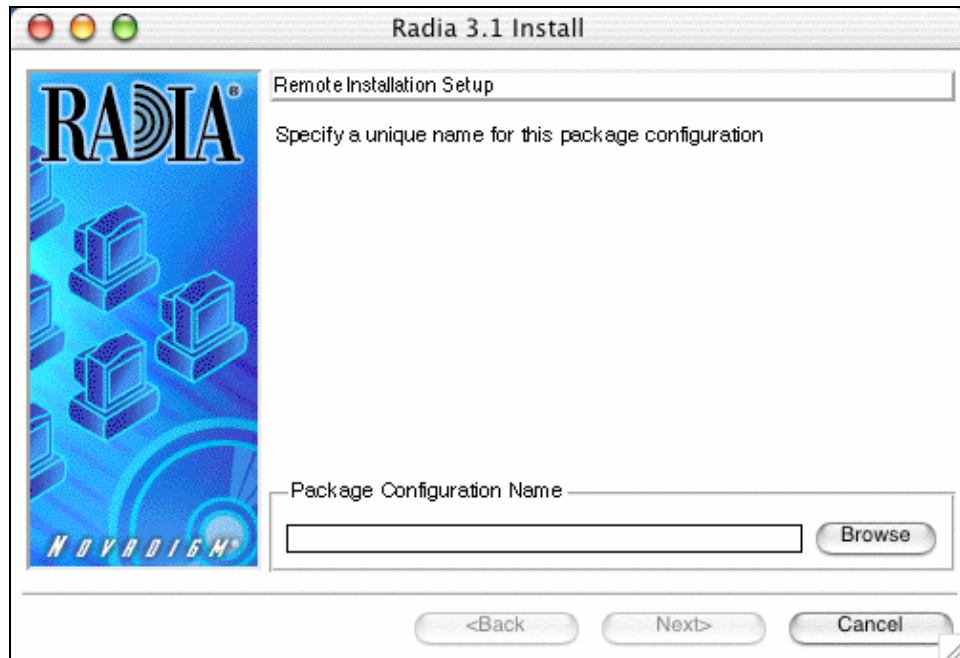 Radia 3.1 Install
RADIA®
Remote Installation Setup
Specify a unique name for this package configuration
Package Configuration Name
Browse
NOVADIGM®
<Back
Next>
Cancel